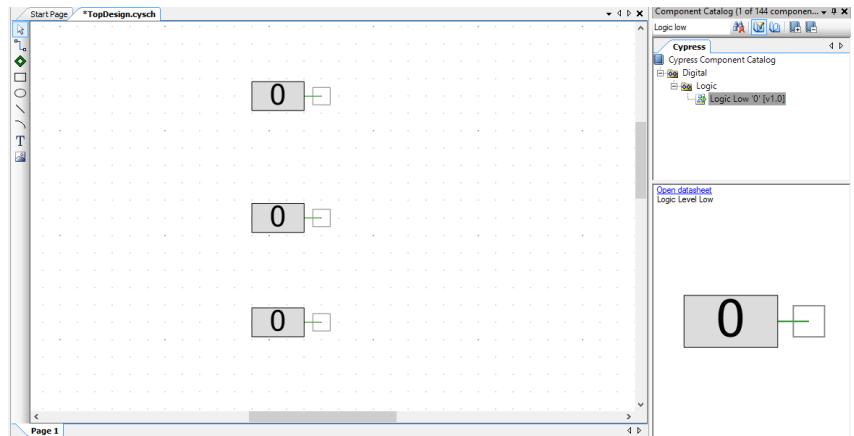 Start Page
*TopDesign.cysch
0
0
0
Page 1
Component Catalog (1 of 144 componen...
Logic low
Cypress
Cypress Component Catalog
Digital
Logic
Logic Low '0' [v1.0]
Open datasheet
Logic Level Low
0